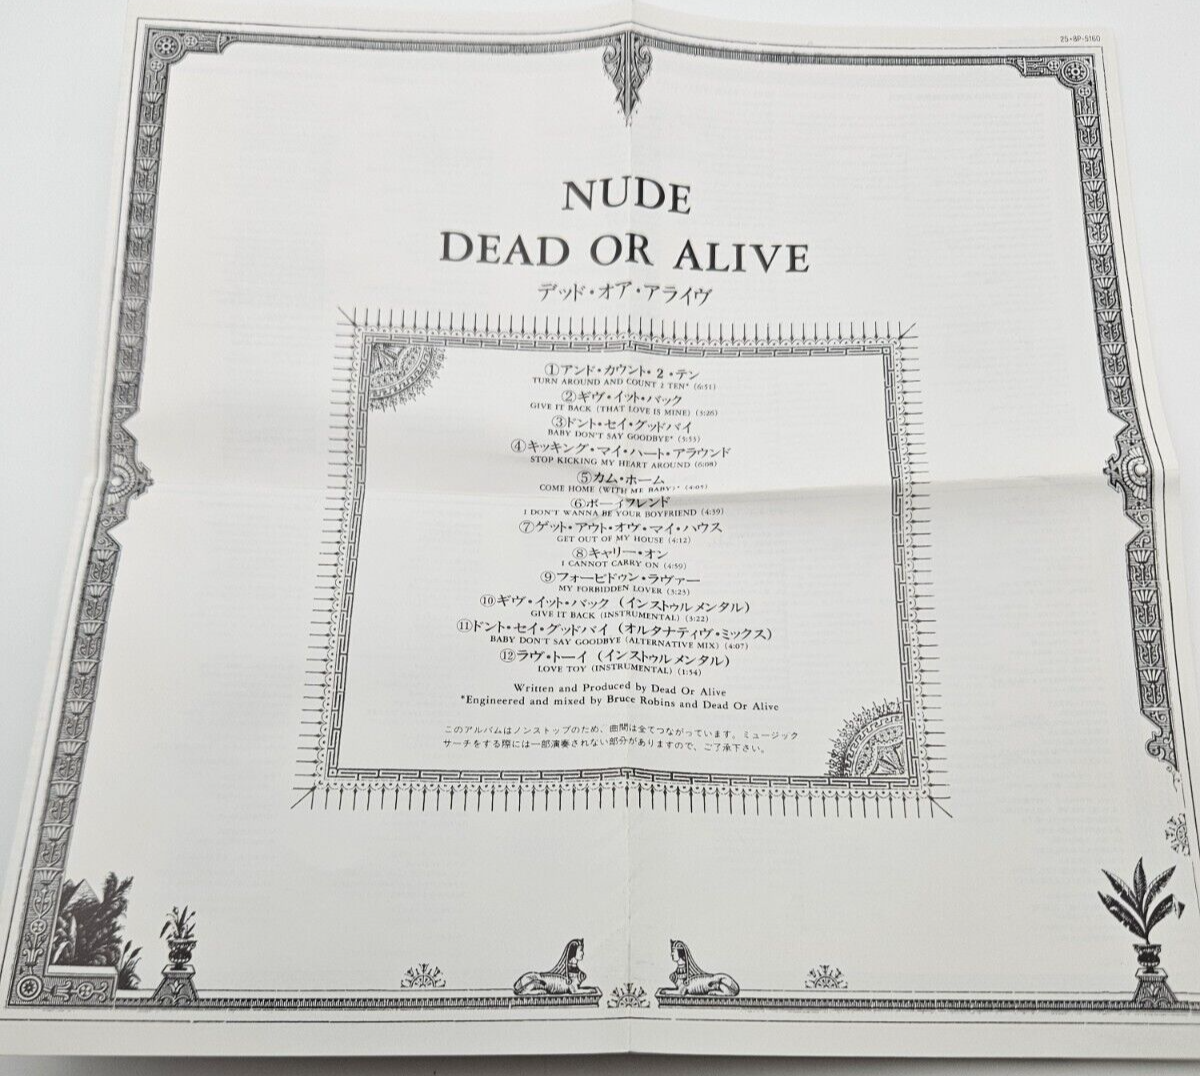 25・8P-5160
NUDE
DEAD OR ALIVE
デッド・オア・アライヴ
①アンド・カウント・2・テン
TURN AROUND AND COUNT 2 TEN* (6:51)
②ギヴ・イット・バック
GIVE IT BACK (THAT LOVE IS MINE) (3:26)
③ドント・セイ・グッドバイ
BABY DON'T SAY GOODBYE* (5:55)
④キッキング・マイ・ハート・アラウンド
STOP KICKING MY HEART AROUND (6:08)
⑤カム・ホーム
COME HOME (WITH ME BABY)* (4:05)
⑥ボーイフレンド
I DON'T WANNA BE YOUR BOYFRIEND (4:39)
⑦ゲット・アウト・オヴ・マイ・ハウス
GET OUT OF MY HOUSE (4:12)
⑧キャリー・オン
I CANNOT CARRY ON (4:59)
⑨フォービドゥン・ラヴァー
MY FORBIDDEN LOVER (3:23)
⑩ギヴ・イット・バック（インストゥルメンタル）
GIVE IT BACK (INSTRUMENTAL) (3:22)
⑪ドント・セイ・グッドバイ（オルタナティヴ・ミックス）
BABY DON'T SAY GOODBYE (ALTERNATIVE MIX) (4:07)
⑫ラヴ・トーイ（インストゥルメンタル）
LOVE TOY (INSTRUMENTAL) (1:54)
Written and Produced by Dead Or Alive
*Engineered and mixed by Bruce Robins and Dead Or Alive
このアルバムはノンストップのため、曲間は全てつながっています。ミュージック
サーチをする際には一部演奏されない部分がありますので、ご了承下さい。